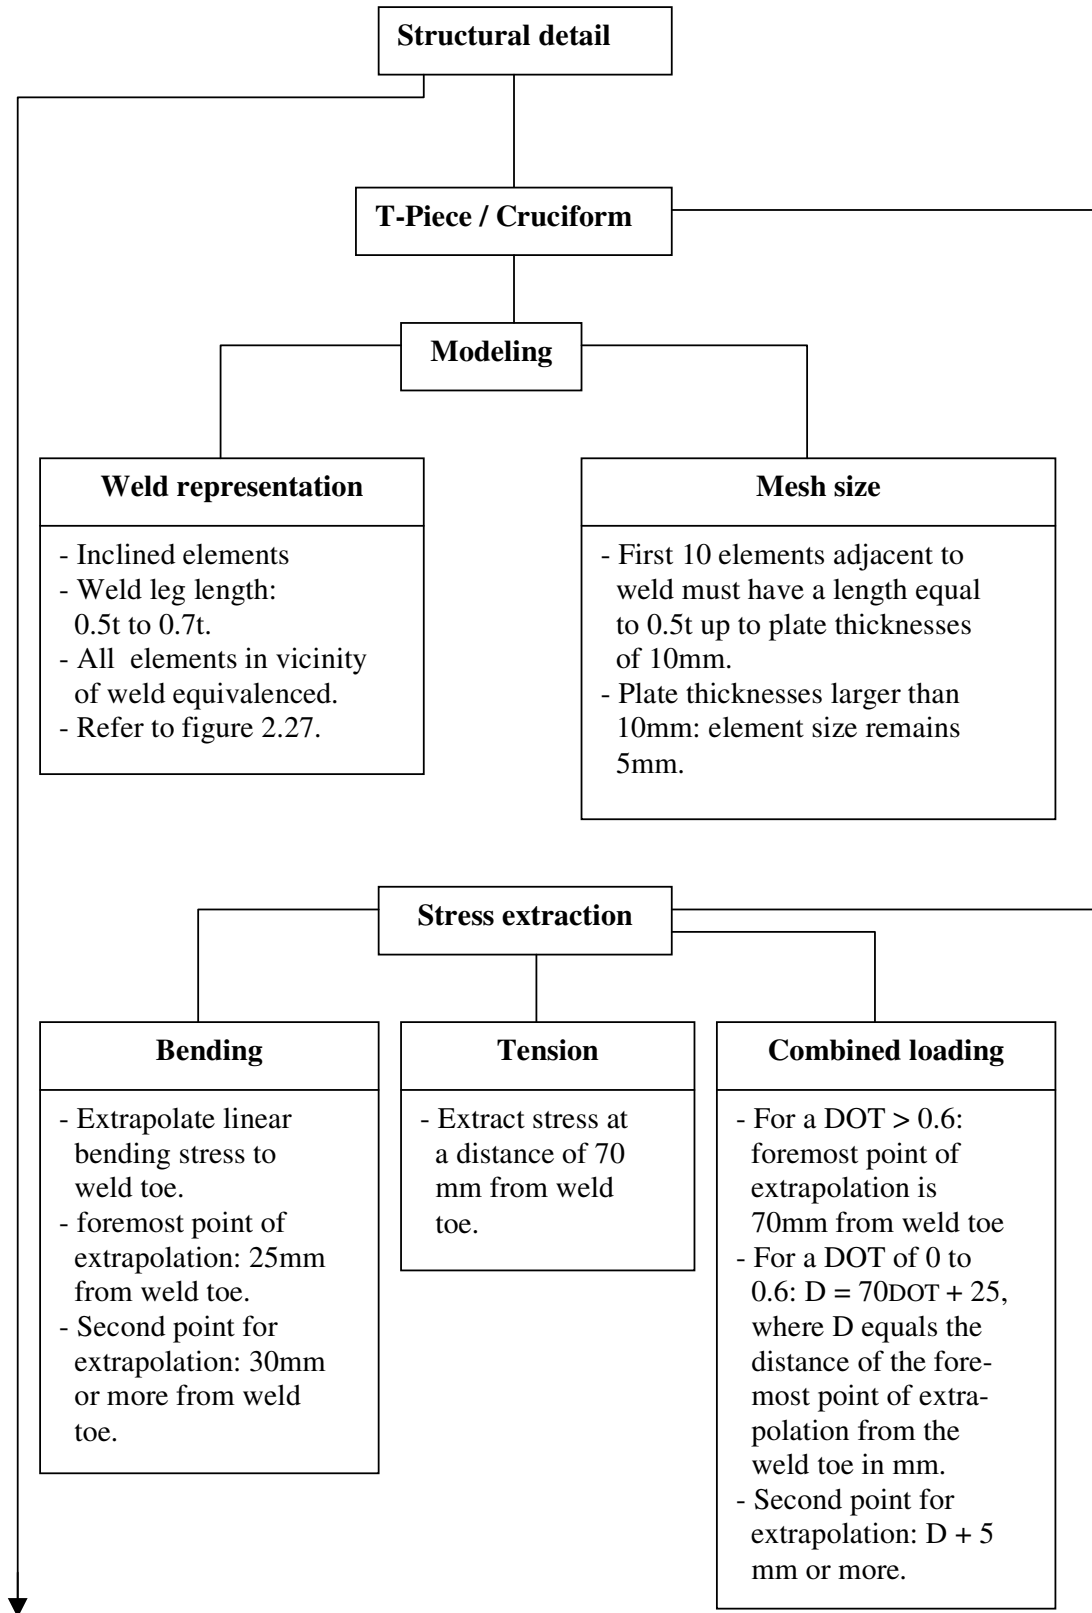 Structural detail
T-Piece / Cruciform
Modeling
Weld representation
- Inclined elements
- Weld leg length:
0.5t to 0.7t.
- All elements in vicinity
of weld equivalenced.
- Refer to figure 2.27.
Mesh size
- First 10 elements adjacent to
weld must have a length equal
to 0.5t up to plate thicknesses
of 10mm.
- Plate thicknesses larger than
10mm: element size remains
5mm.
Stress extraction
Bending
- Extrapolate linear
bending stress to
weld toe.
- foremost point of
extrapolation: 25mm
from weld toe.
- Second point for
extrapolation: 30mm
or more from weld
toe.
Tension
- Extract stress at
a distance of 70
mm from weld
toe.
Combined loading
- For a DOT > 0.6:
foremost point of
extrapolation is
70mm from weld toe
- For a DOT of 0 to
0.6: D = 70DOT + 25,
where D equals the
distance of the fore-
most point of extra-
polation from the
weld toe in mm.
- Second point for
extrapolation: D + 5
mm or more.